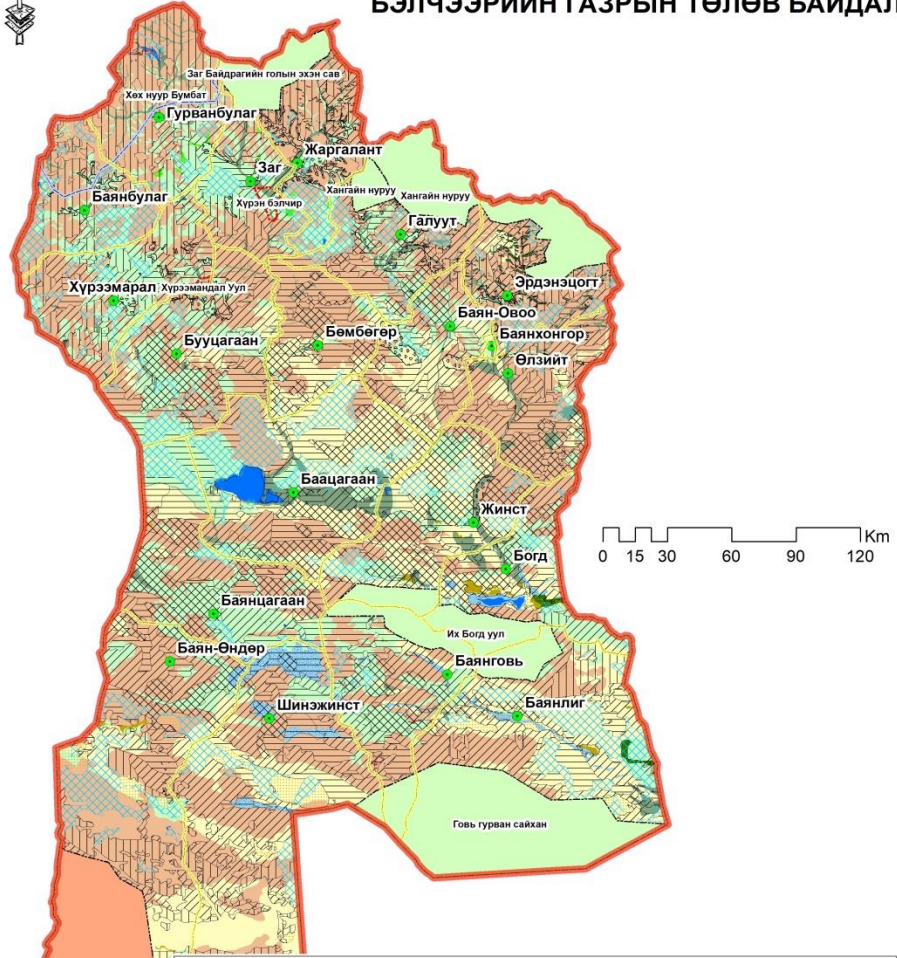 БЭЛЧЭЭРИЙН ГАЗРЫН ТӨЛӨВ БАЙДАЛ
Заг Байдрагийн голын эхэн сав
Хөх нуур Бумбат
Гурванбулаг
Жаргалант
Заг
Хангайн нуруу
Хангайн нуруу
Баянбулаг
Хүрэн бэлчир
Галуут
Хүрээмарал
Хүрээмандал Уул
Эрдэнэцогт
Баян-Овоо
Баянхонгор
Бууцагаан
Бөмбөгөр
Өлзийт
Баацагаан
Жинст
Km
0 15 30 60 90 120
Богд
Баянцагаан
Их Богд уул
Баян-Өндөр
Баянговь
Шинэжинст
Баянлиг
Говь гурван сайхан